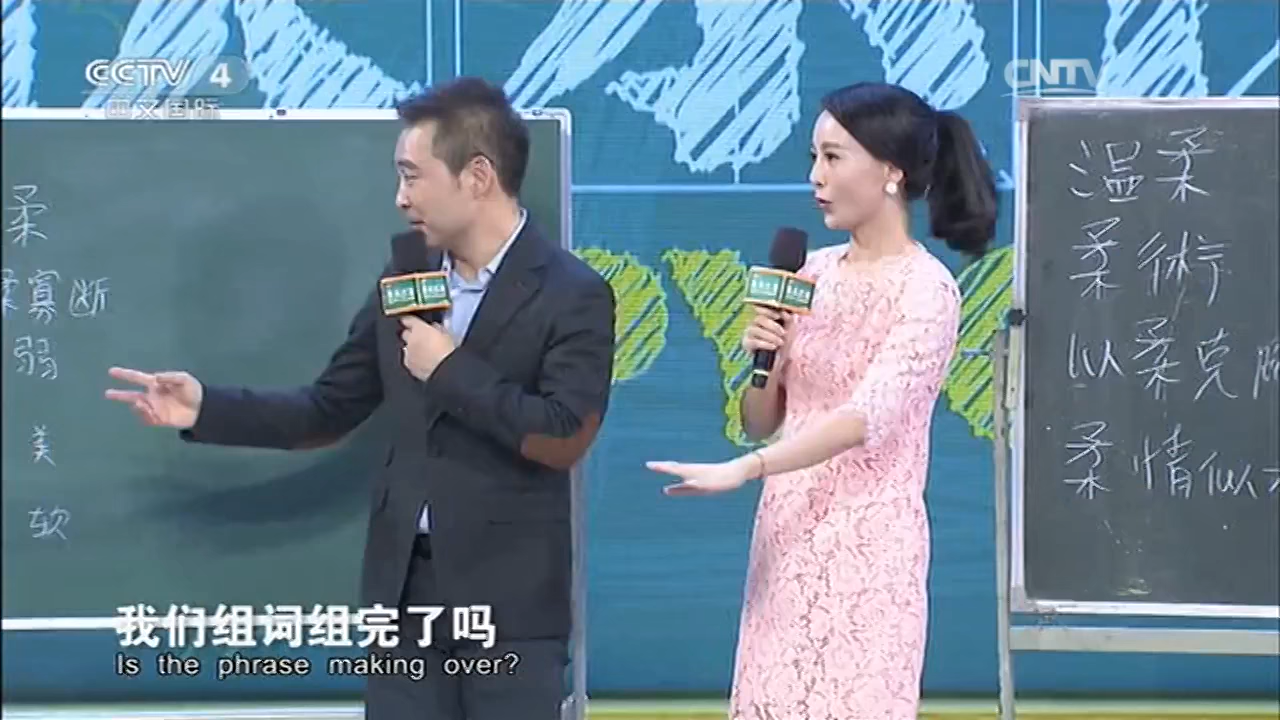 CCTV 4
中文国际
CNTV
柔
柔寡断
弱
美
软
温柔
柔術
以柔克
柔情似
我们组词组完了吗
Is the phrase making over?